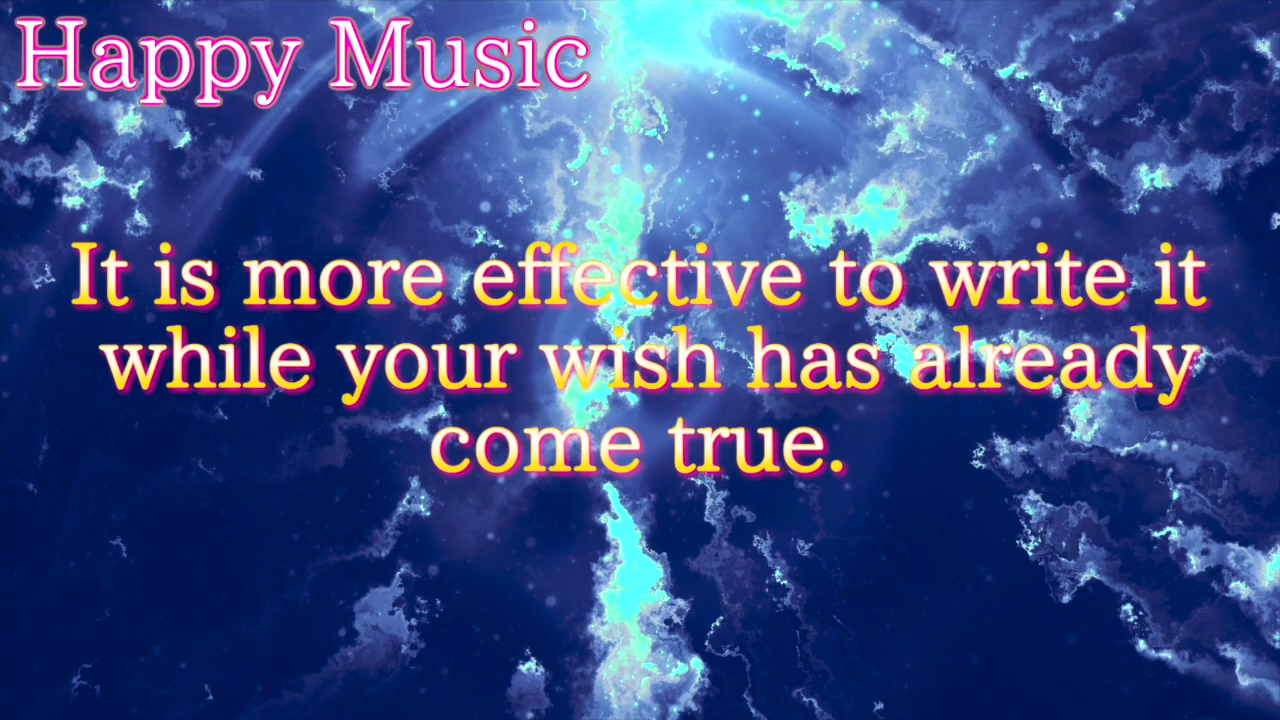 Happy Music
It is more effective to write it
while your wish has already
come true.